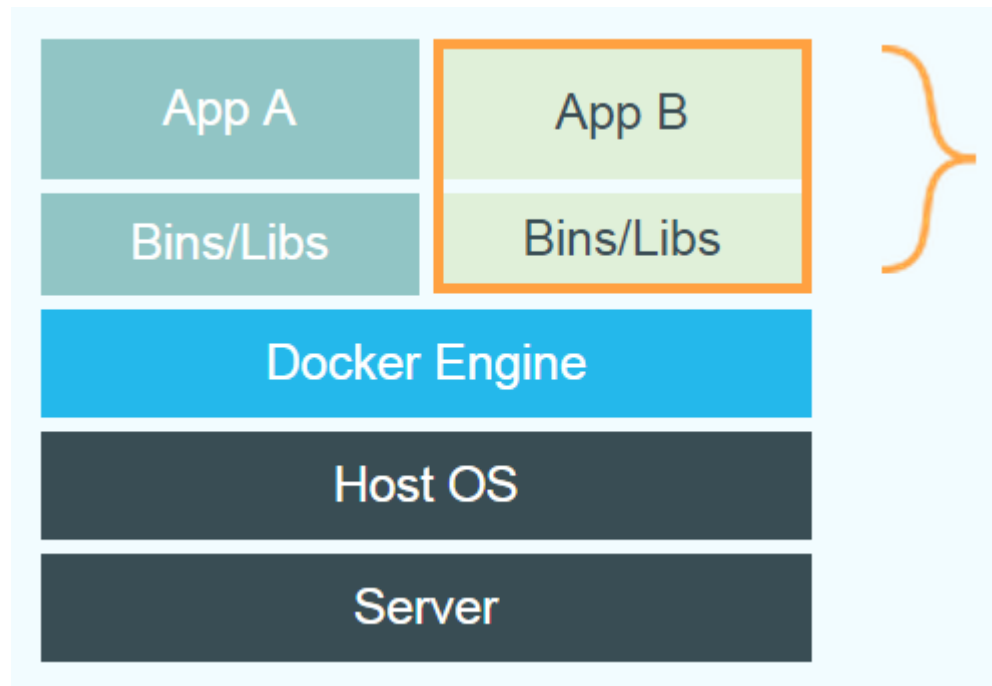 App A
App B
Bins/Libs
Bins/Libs
Docker Engine
Host OS
Server